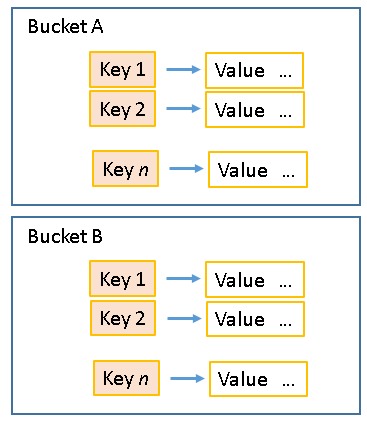 Bucket A
Key 1 Value ...
Key 2 Value ...
Key n Value ...
Bucket B
Key 1 Value ...
Key 2 Value ...
Key n Value ...